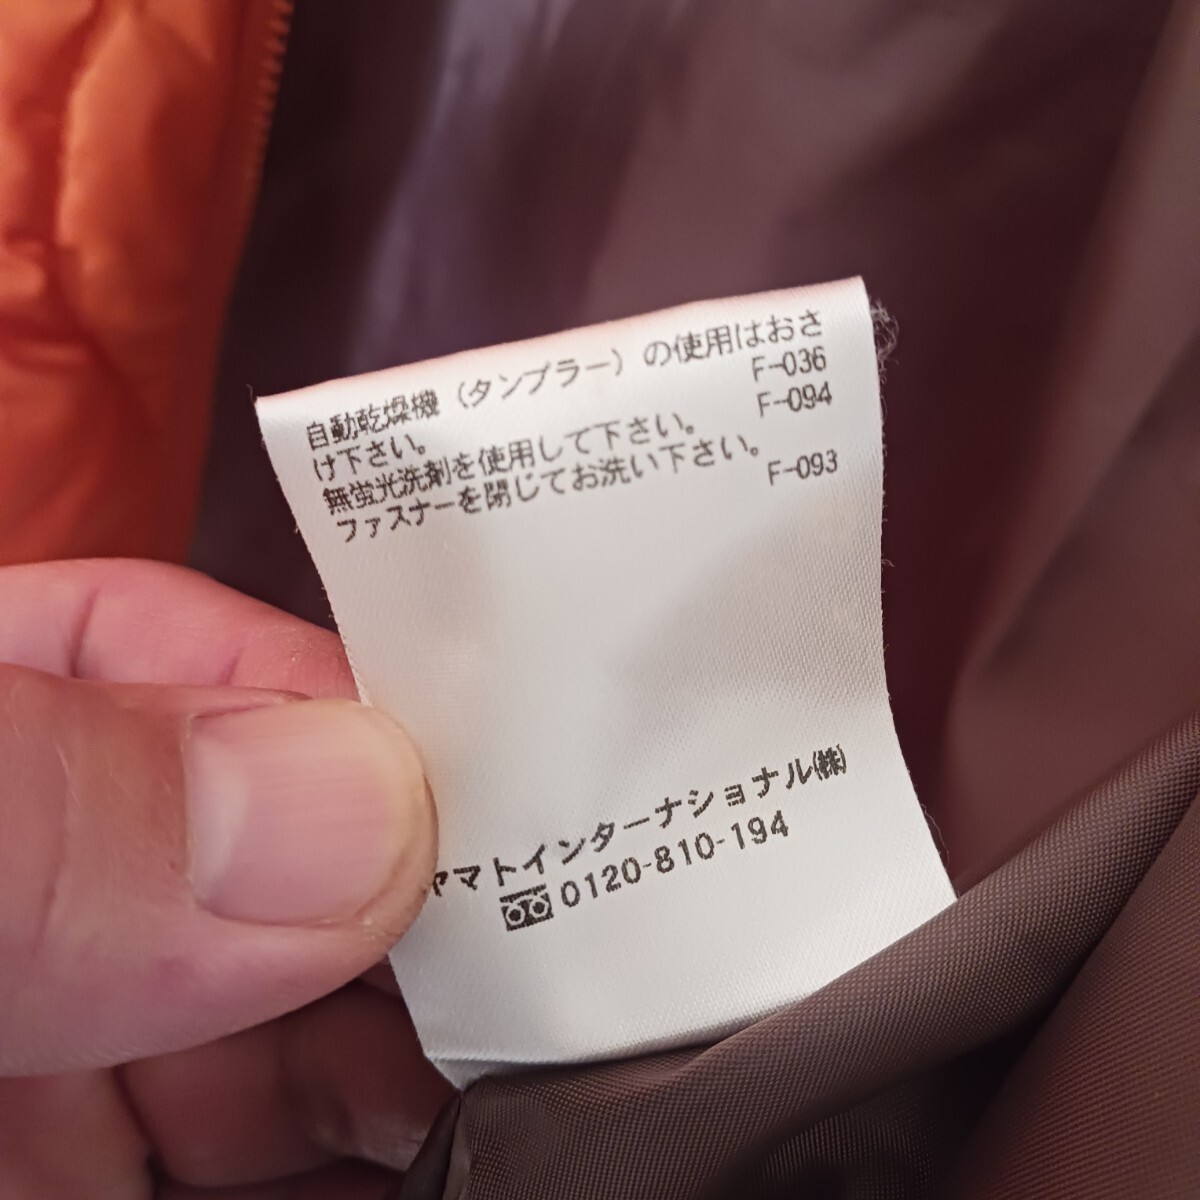 自動乾燥機（タンブラー）の使用はおさ
け下さい。 F-036
無蛍光洗剤を使用して下さい。 F-094
ファスナーを閉じてお洗い下さい。
F-093
ヤマトインターナショナル㈱
0120-810-194